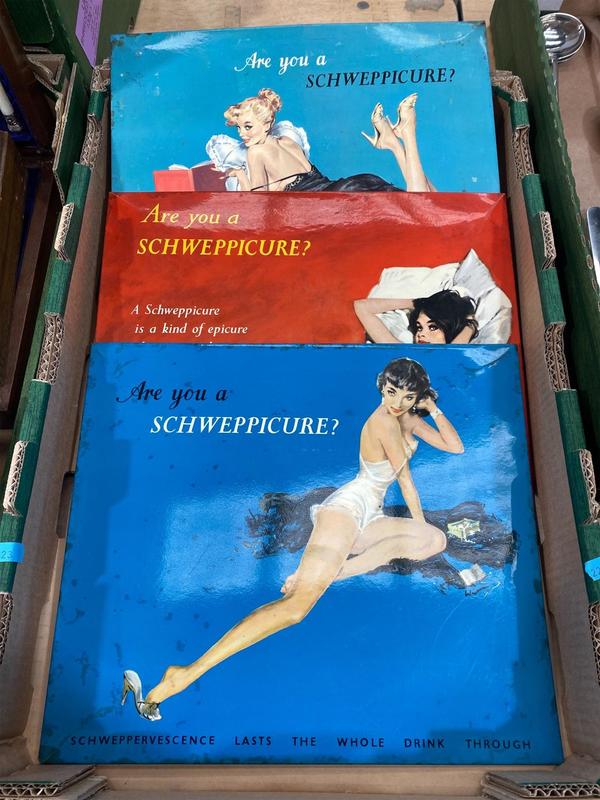 Are you a
SCHWEPPICURE?
Are you a
SCHWEPPICURE?
A Schweppicure
is a kind of epicure
Are you a
SCHWEPPICURE?
SCHWEPPERVESCENCE LASTS THE WHOLE DRINK THROUGH
23